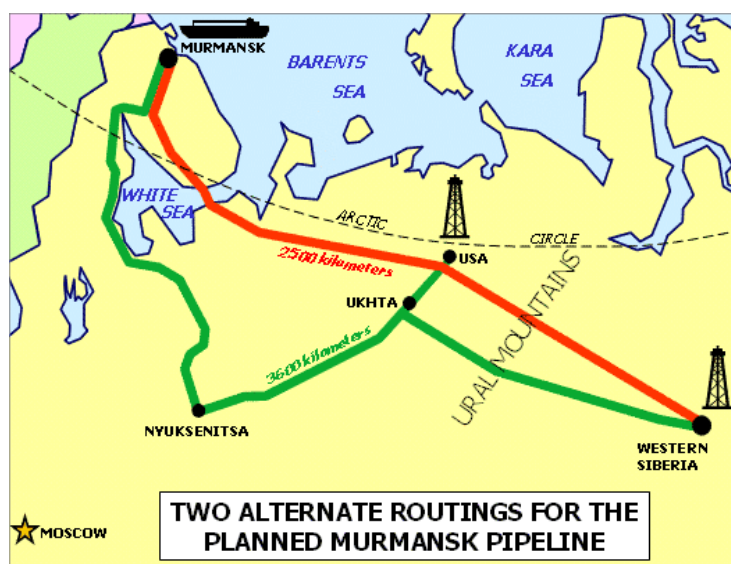 MURMANSK
BARENTS
SEA
KARA
SEA
WHITE
SEA
ARCTIC
CIRCLE
2500 kilometers
USA
UKHTA
URAL MOUNTAINS
3600 kilometers
NYUKSENITSA
WESTERN
SIBERIA
TWO ALTERNATE ROUTINGS FOR THE
PLANNED MURMANSK PIPELINE
MOSCOW